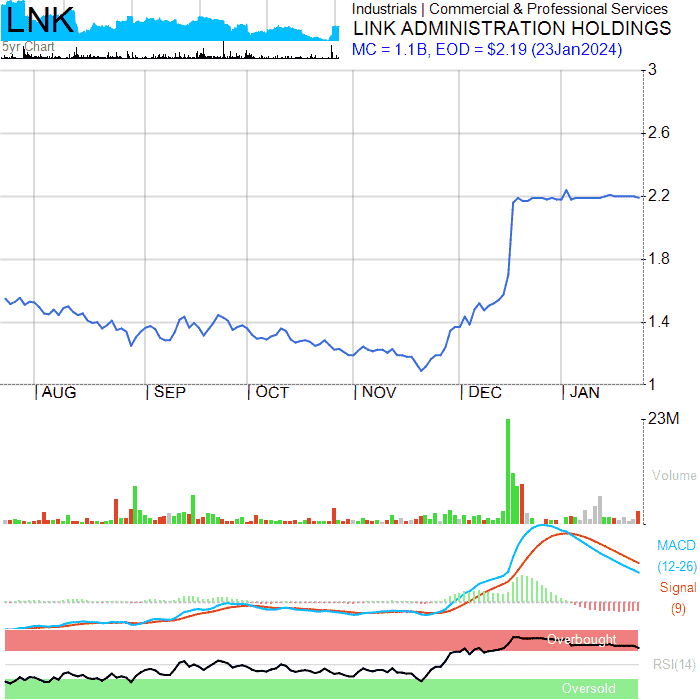 LNK
5yr Chart
Industrials | Commercial & Professional Services
LINK ADMINISTRATION HOLDINGS
MC = 1.1B, EOD = $2.19 (23Jan2024)
3
2.6
2.2
1.8
1.4
1
AUG SEP OCT NOV DEC JAN
23M
Volume
MACD
(12-26)
Signal
(9)
Overbought
RSI(14)
Oversold